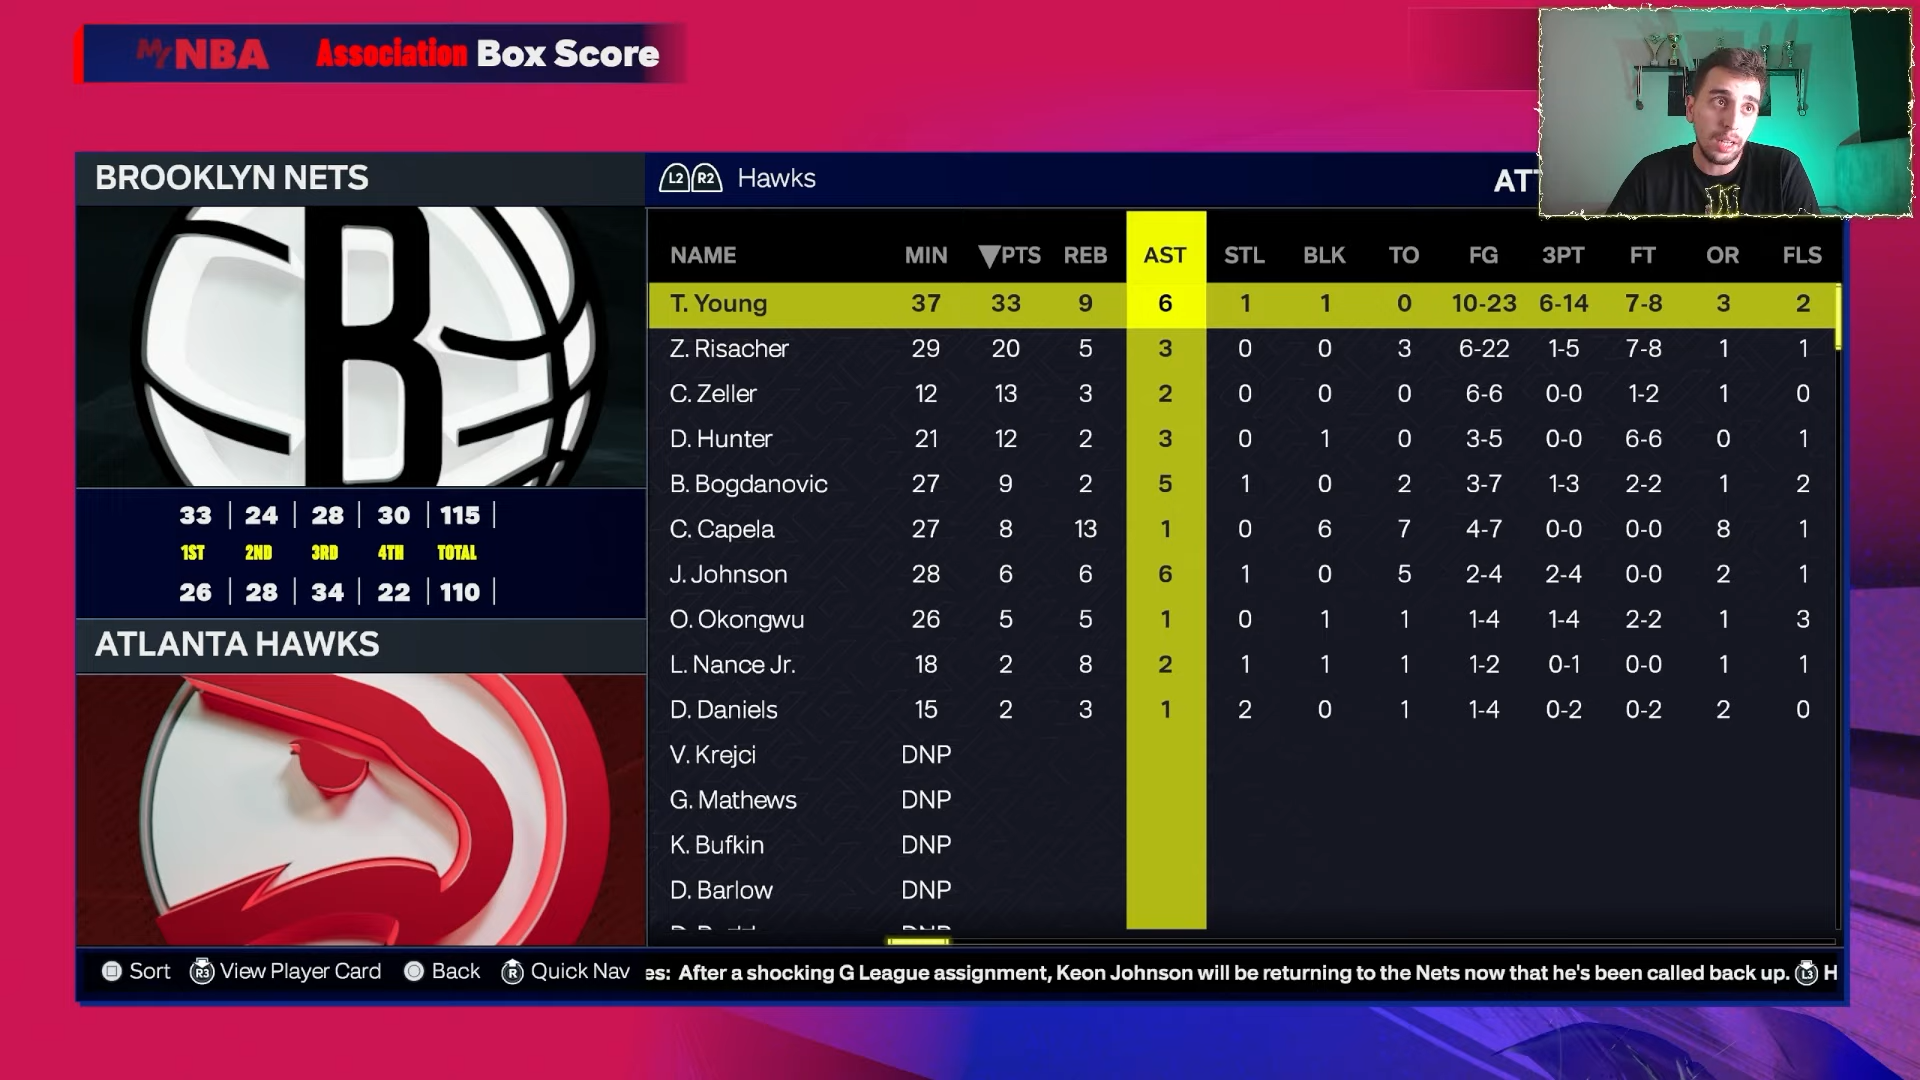 My NBA Association Box Score
BROOKLYN NETS
B
33 24 28 30 115
1ST 2ND 3RD 4TH TOTAL
26 28 34 22 110
ATLANTA HAWKS
L2 R2 Hawks
NAME MIN ▼PTS REB AST STL BLK TO FG 3PT FT OR FLS
T. Young 37 33 9 6 1 1 0 10-23 6-14 7-8 3 2
Z. Risacher 29 20 5 3 0 0 3 6-22 1-5 7-8 1 1
C. Zeller 12 13 3 2 0 0 0 6-6 0-0 1-2 1 0
D. Hunter 21 12 2 3 0 1 0 3-5 0-0 6-6 0 1
B. Bogdanovic 27 9 2 5 1 0 2 3-7 1-3 2-2 1 2
C. Capela 27 8 13 1 0 6 7 4-7 0-0 0-0 8 1
J. Johnson 28 6 6 6 1 0 5 2-4 2-4 0-0 2 1
O. Okongwu 26 5 5 1 0 1 1 1-4 1-4 2-2 1 3
L. Nance Jr. 18 2 8 2 1 1 1 1-2 0-1 0-0 1 1
D. Daniels 15 2 3 1 2 0 1 1-4 0-2 0-2 2 0
V. Krejci DNP
G. Mathews DNP
K. Bufkin DNP
D. Barlow DNP
Sort R3 View Player Card Back R Quick Nav es: After a shocking G League assignment, Keon Johnson will be returning to the Nets now that he's been called back up. L3 H